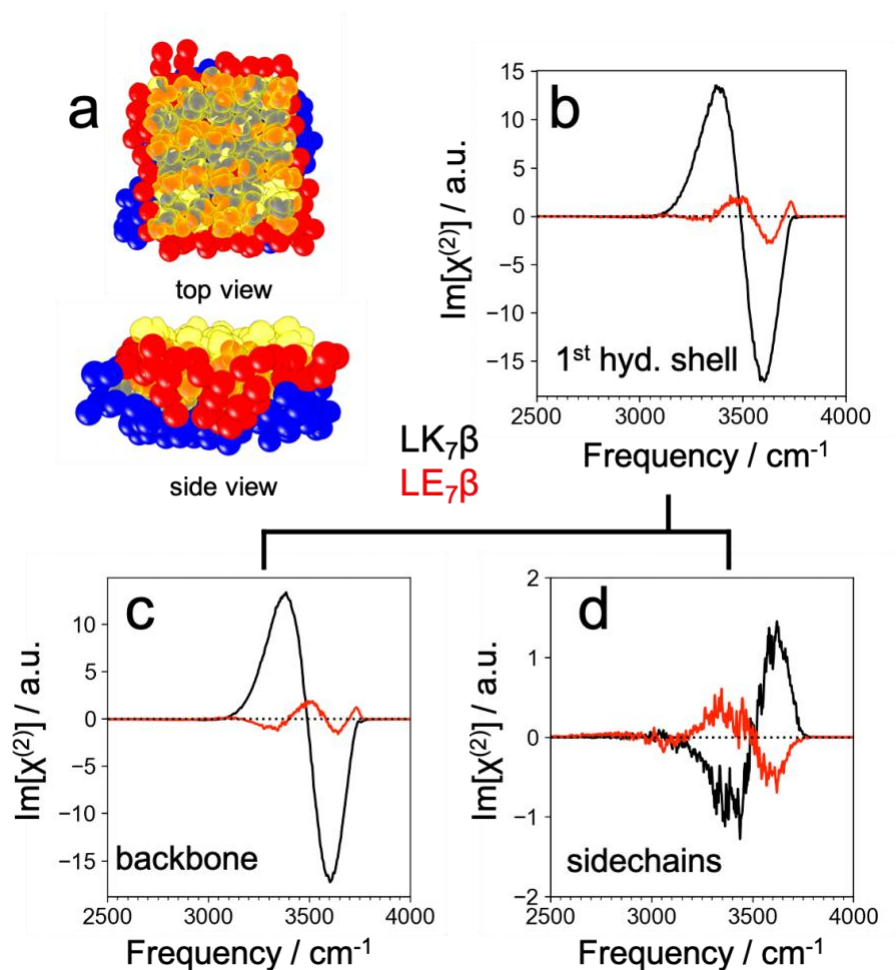 a
top view
side view
b
15
10
5
0
−5
−10
−15
Im[χ⁽²⁾] / a.u.
1ˢᵗ hyd. shell
2500 3000 3500 4000
Frequency / cm⁻¹
LK₇β
LE₇β
c
10
5
0
−5
−10
−15
Im[χ⁽²⁾] / a.u.
backbone
2500 3000 3500 4000
Frequency / cm⁻¹
d
2
1
0
−1
−2
Im[χ⁽²⁾] / a.u.
sidechains
2500 3000 3500 4000
Frequency / cm⁻¹